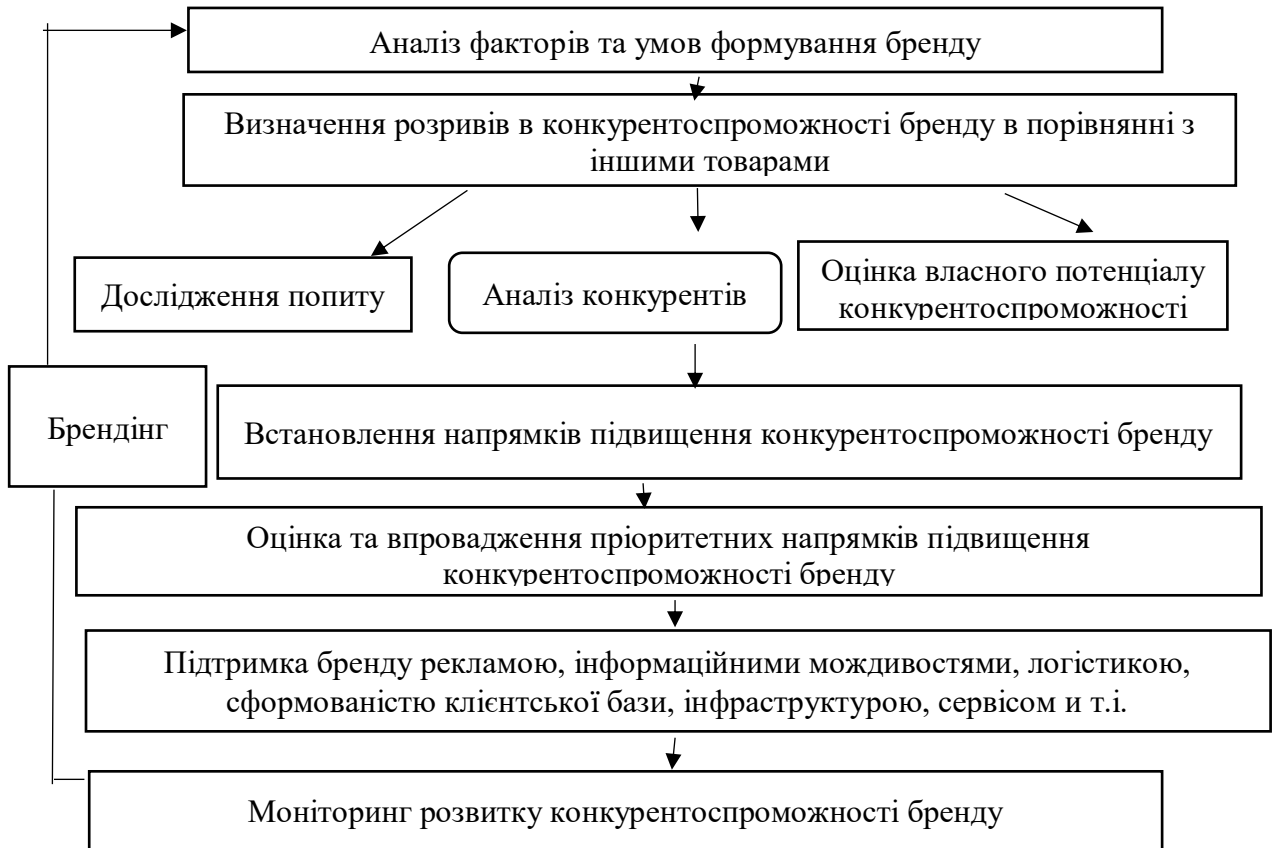 Аналіз факторів та умов формування бренду
Визначення розривів в конкурентоспроможності бренду в порівнянні з
іншими товарами
Дослідження попиту
Аналіз конкурентів
Оцінка власного потенціалу
конкурентоспроможності
Брендінг
Встановлення напрямків підвищення конкурентоспроможності бренду
Оцінка та впровадження пріоритетних напрямків підвищення
конкурентоспроможності бренду
Підтримка бренду рекламою, інформаційними мождивостями, логістикою,
сформованістю клієнтської бази, інфраструктурою, сервісом и т.і.
Моніторинг розвитку конкурентоспроможності бренду